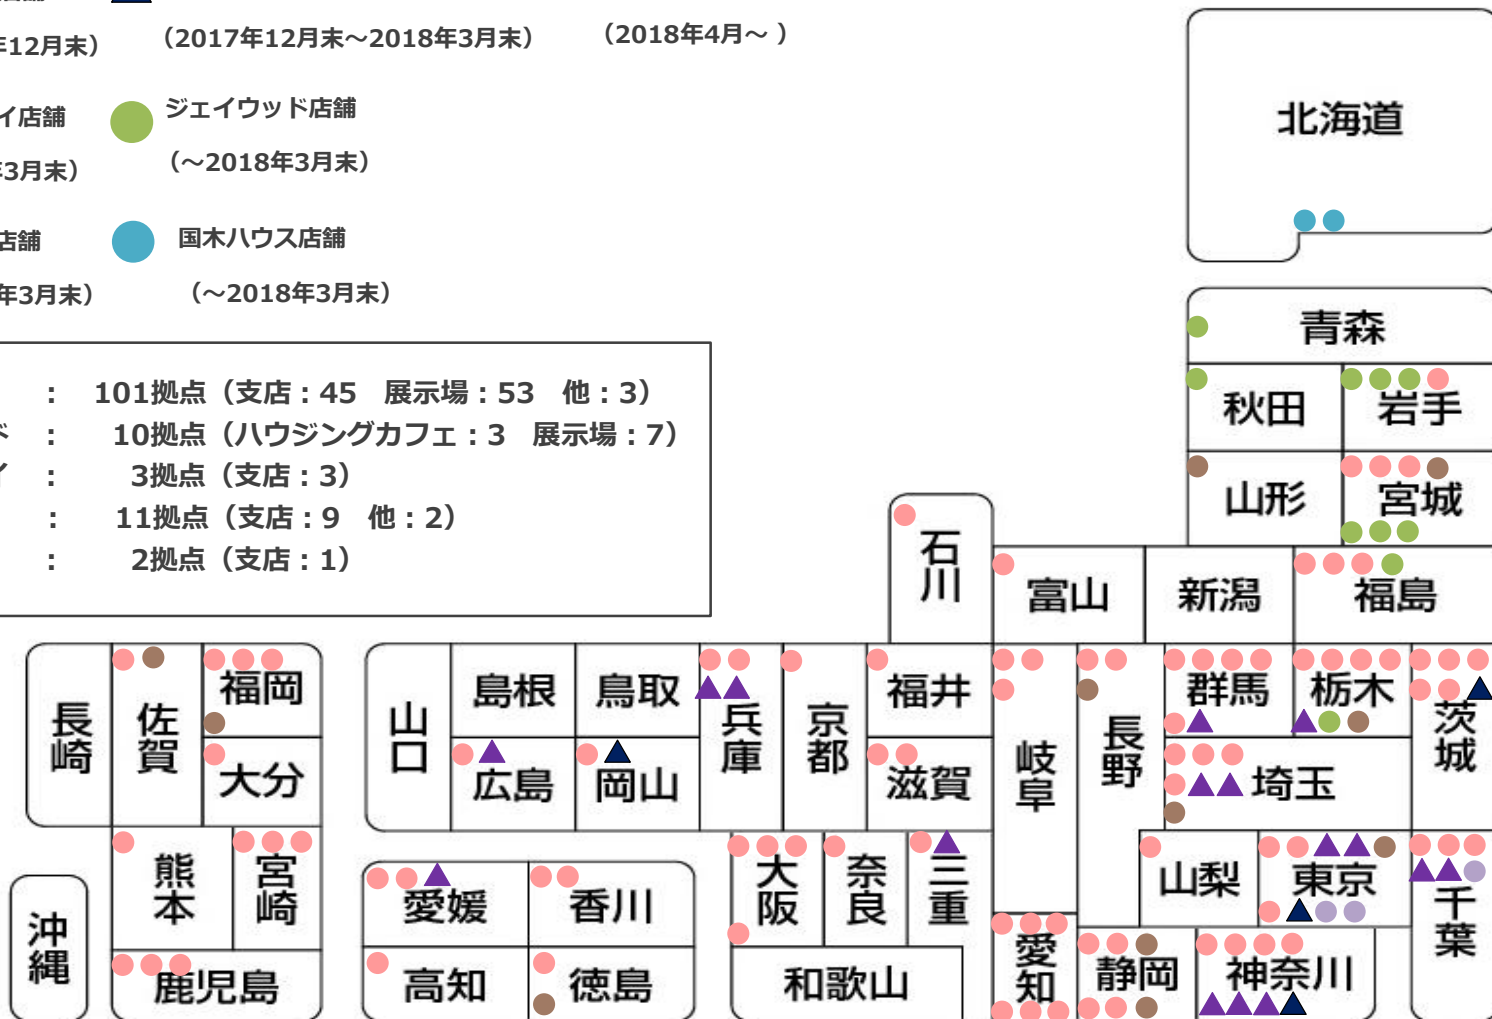 年12月末）
（2017年12月末～2018年3月末）
（2018年4月～ ）
イ店舗
ジェイウッド店舗
年3月末）
（～2018年3月末）
店舗
国木ハウス店舗
年3月末）
（～2018年3月末）
： 101拠点（支店：45 展示場：53 他：3）
ド ： 10拠点（ハウジングカフェ：3 展示場：7）
イ ： 3拠点（支店：3）
： 11拠点（支店：9 他：2）
： 2拠点（支店：1）
北海道
青森
秋田
岩手
山形
宮城
石川
富山
新潟
福島
長崎
佐賀
福岡
大分
熊本
宮崎
鹿児島
沖縄
山口
島根
鳥取
広島
岡山
兵庫
京都
福井
滋賀
岐阜
長野
群馬
栃木
茨城
埼玉
山梨
東京
千葉
愛媛
香川
高知
徳島
大阪
奈良
三重
和歌山
愛知
静岡
神奈川